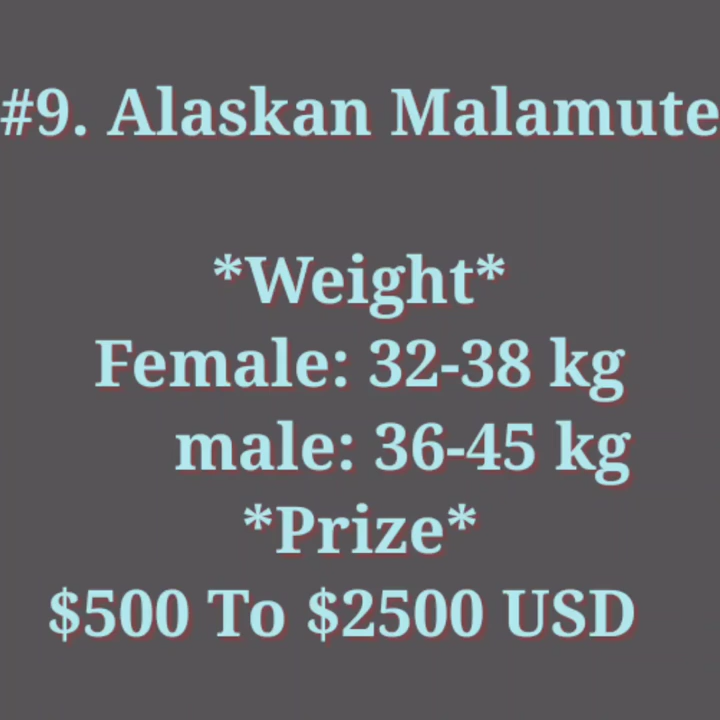 #9. Alaskan Malamute
*Weight*
Female: 32-38 kg
male: 36-45 kg
*Prize*
$500 To $2500 USD